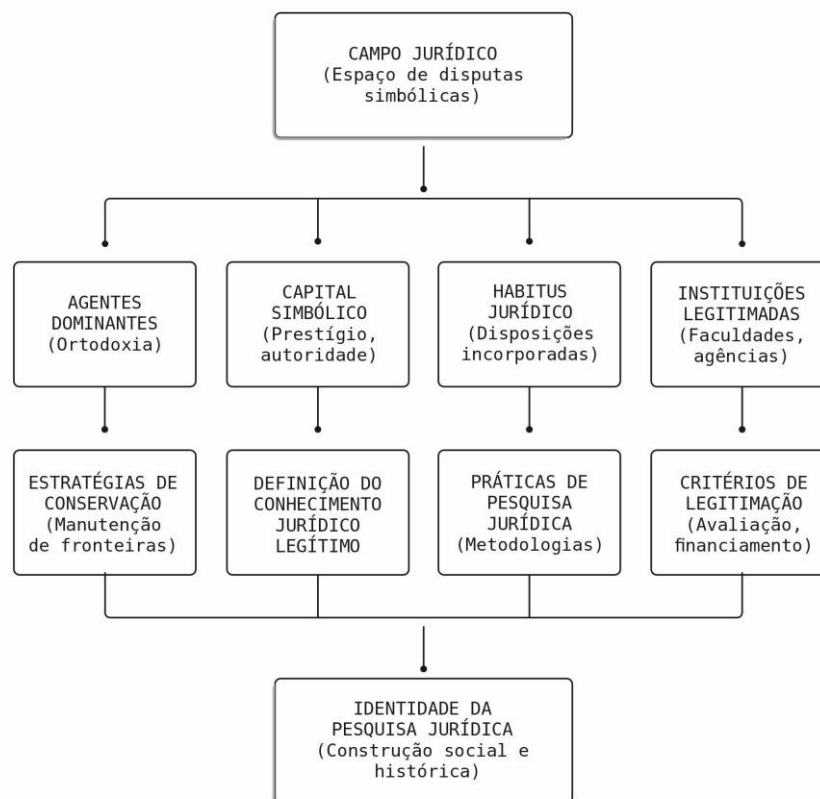 CAMPO JURÍDICO
(Espaço de disputas
simbólicas)
AGENTES
DOMINANTES
(Ortodoxia)
CAPITAL
SIMBÓLICO
(Prestígio,
autoridade)
HABITUS
JURÍDICO
(Disposições
incorporadas)
INSTITUIÇÕES
LEGITIMADAS
(Faculdades,
agências)
ESTRATÉGIAS DE
CONSERVAÇÃO
(Manutenção
de fronteiras)
DEFINIÇÃO DO
CONHECIMENTO
JURÍDICO
LEGÍTIMO
PRÁTICAS DE
PESQUISA
JURÍDICA
(Metodologias)
CRITÉRIOS DE
LEGITIMAÇÃO
(Avaliação,
financiamento)
IDENTIDADE DA
PESQUISA JURÍDICA
(Construção social e
histórica)